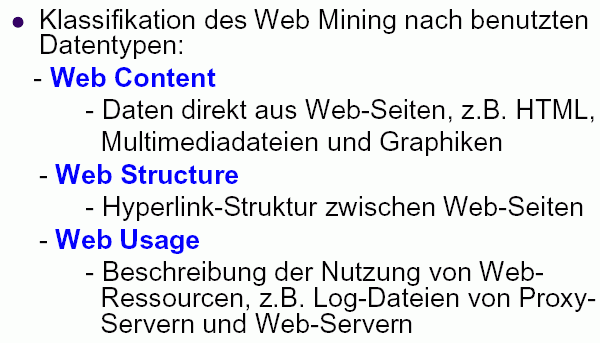 ● Klassifikation des Web Mining nach benutzten
Datentypen:
- Web Content
- Daten direkt aus Web-Seiten, z.B. HTML,
Multimediadateien und Graphiken
- Web Structure
- Hyperlink-Struktur zwischen Web-Seiten
- Web Usage
- Beschreibung der Nutzung von Web-
Ressourcen, z.B. Log-Dateien von Proxy-
Servern und Web-Servern